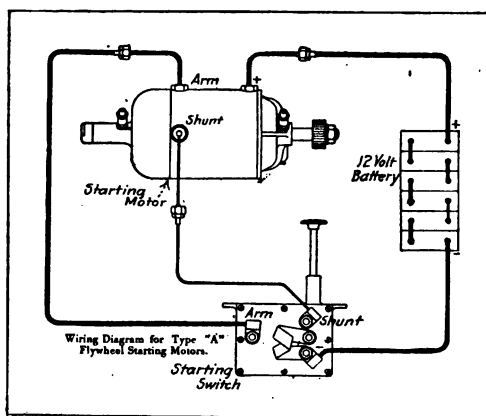 Arm
+
Shunt
+
12 Volt
Battery
Starting
Motor
-
Arm
Shunt
-
Wiring Diagram for Type "A"
Flywheel Starting Motors.
Starting
Switch